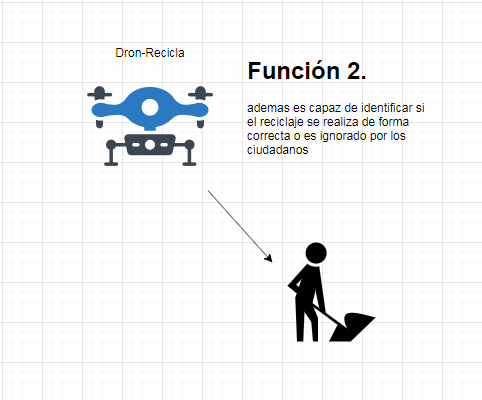 Dron-Recicla
Función 2.
ademas es capaz de identificar si
el reciclaje se realiza de forma
correcta o es ignorado por los
ciudadanos